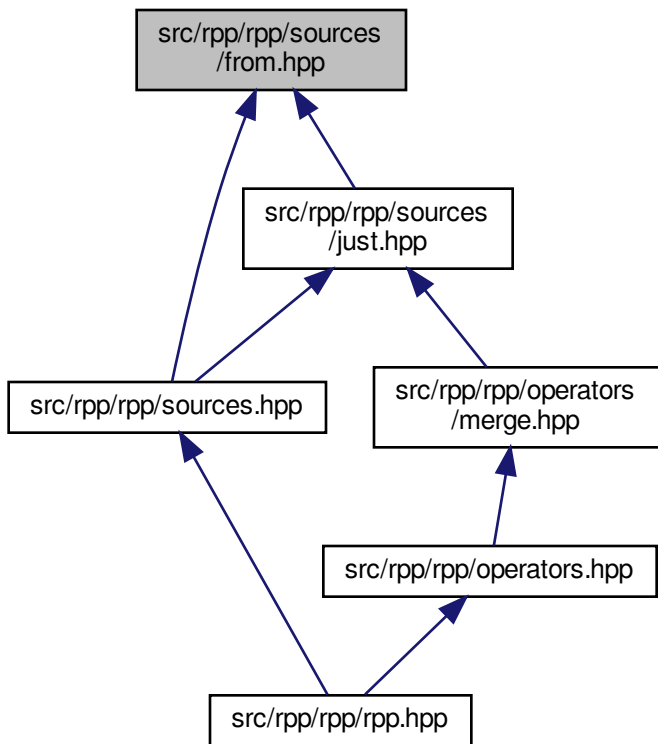 src/rpp/rpp/sources
/from.hpp
src/rpp/rpp/sources
/just.hpp
src/rpp/rpp/sources.hpp
src/rpp/rpp/operators
/merge.hpp
src/rpp/rpp/operators.hpp
src/rpp/rpp/rpp.hpp